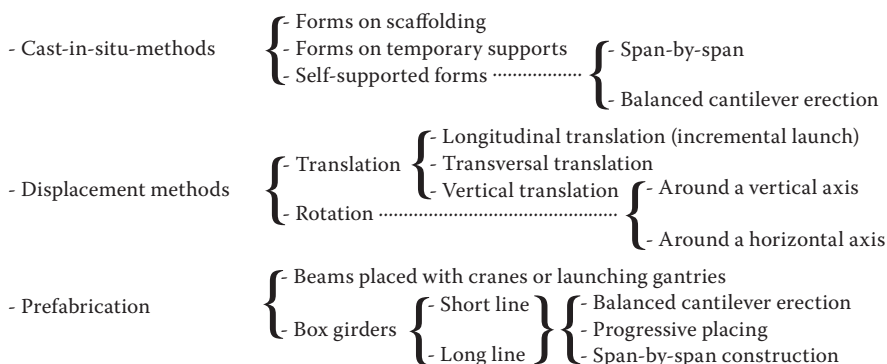 - Forms on scaffolding
- Cast-in-situ-methods - Forms on temporary supports - Span-by-span
- Self-supported forms ..................
- Balanced cantilever erection
- Longitudinal translation (incremental launch)
- Translation - Transversal translation
- Displacement methods - Vertical translation - Around a vertical axis
- Rotation ............................................................
- Around a horizontal axis
- Beams placed with cranes or launching gantries
- Prefabrication - Short line - Balanced cantilever erection
- Box girders - Progressive placing
- Long line - Span-by-span construction